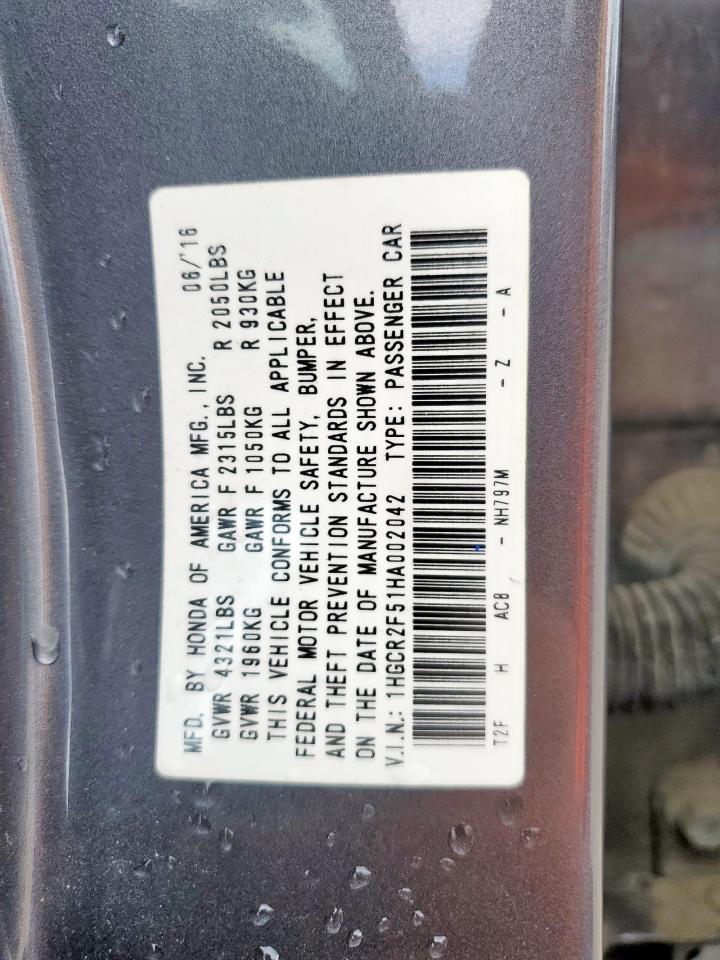 MFD. BY HONDA OF AMERICA MFG., INC. 06/'16
GVWR 4321LBS GAWR F 2315LBS R 2050LBS
GVWR 1960KG GAWR F 1050KG R 930KG
THIS VEHICLE CONFORMS TO ALL APPLICABLE
FEDERAL MOTOR VEHICLE SAFETY, BUMPER,
AND THEFT PREVENTION STANDARDS IN EFFECT
ON THE DATE OF MANUFACTURE SHOWN ABOVE.
V.I.N.: 1HGCR2F51HA002042 TYPE: PASSENGER CAR
T2F H AC8 - NH797M - Z - A